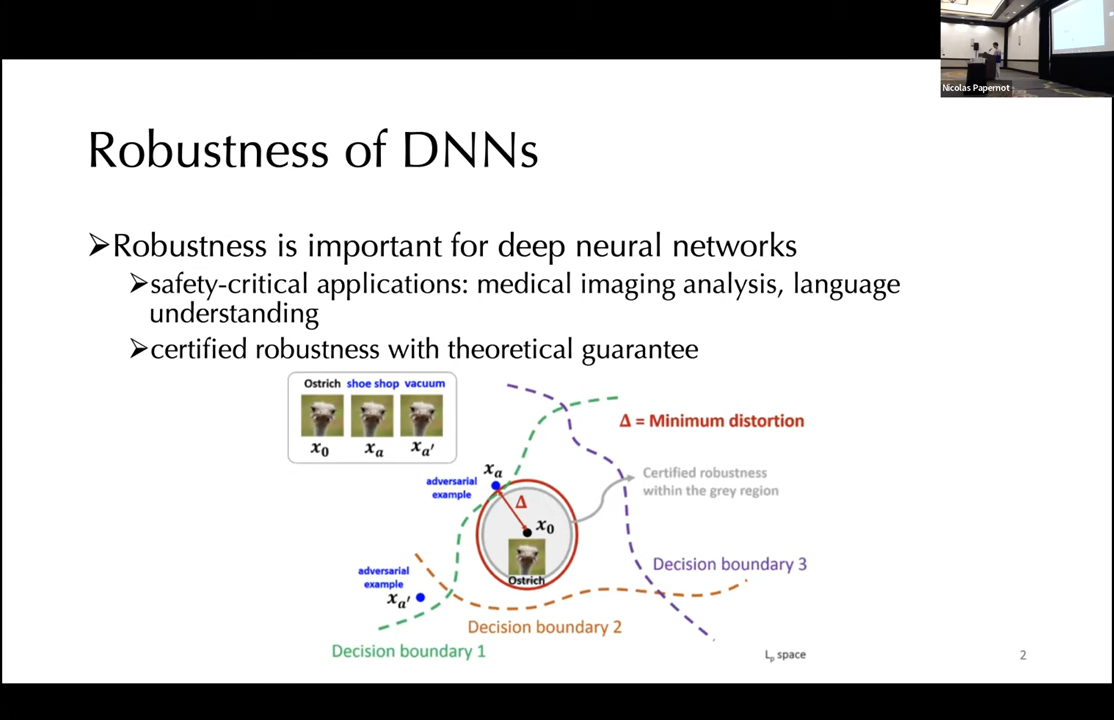 Nicolas Papernot
Robustness of DNNs
➢Robustness is important for deep neural networks
➢safety-critical applications: medical imaging analysis, language
understanding
➢certified robustness with theoretical guarantee
Ostrich shoe shop vacuum
x₀ xₐ xₐ′
Δ = Minimum distortion
Certified robustness
within the grey region
xₐ
adversarial
example
Δ
x₀
Ostrich
Decision boundary 3
adversarial
example
xₐ′
Decision boundary 2
Decision boundary 1
Lₚ space
2